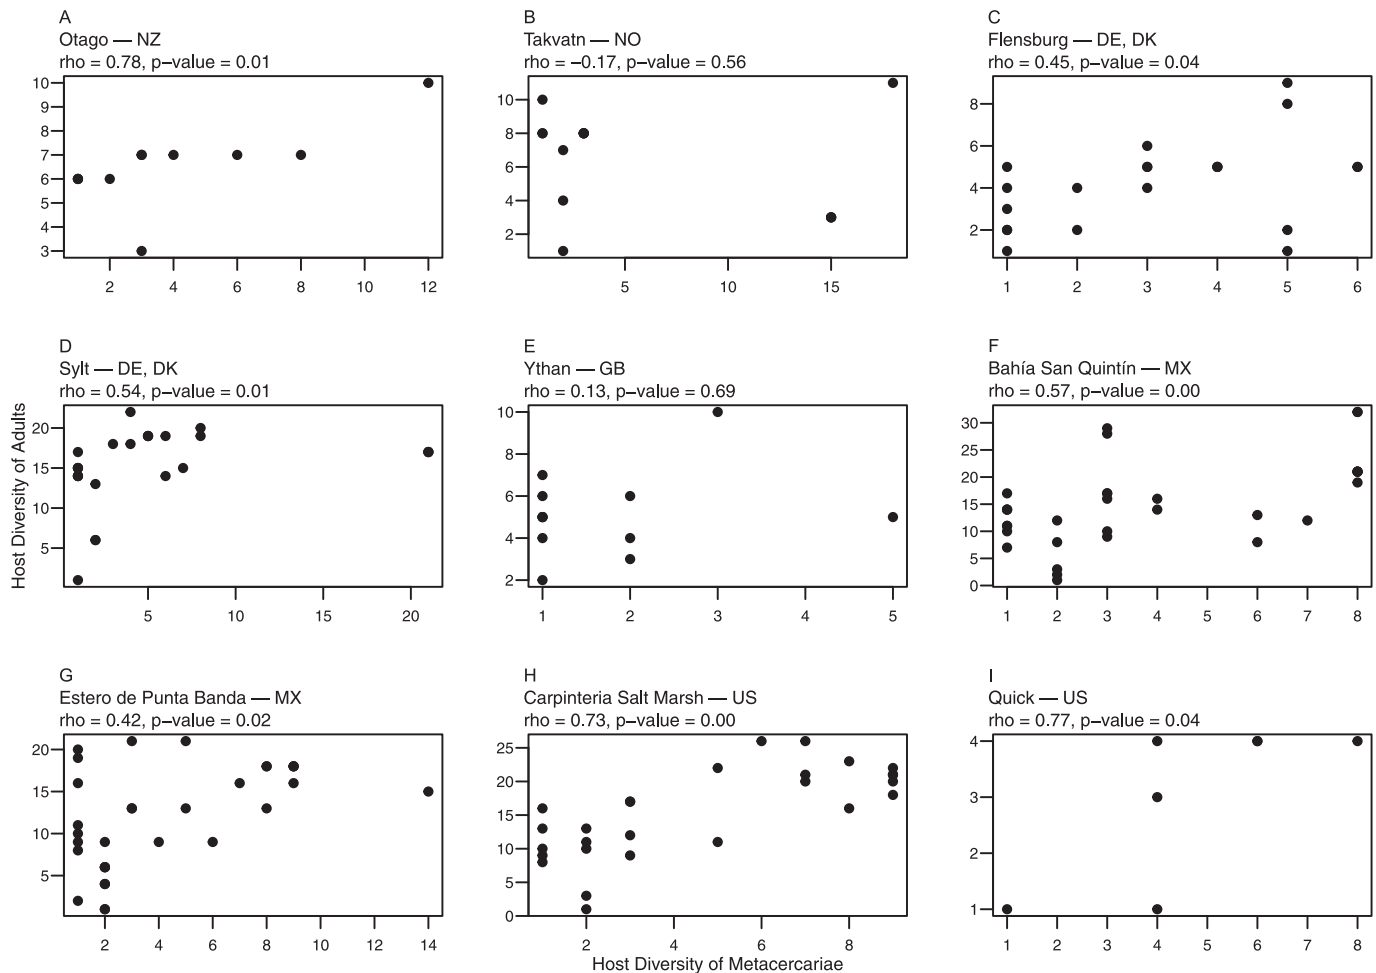 A
Otago — NZ
rho = 0.78, p−value = 0.01
10
9
8
7
6
5
4
3
2 4 6 8 10 12
B
Takvatn — NO
rho = −0.17, p−value = 0.56
10
8
6
4
2
5 10 15
C
Flensburg — DE, DK
rho = 0.45, p−value = 0.04
8
6
4
2
1 2 3 4 5 6
D
Sylt — DE, DK
rho = 0.54, p−value = 0.01
20
15
10
5
5 10 15 20
E
Ythan — GB
rho = 0.13, p−value = 0.69
10
8
6
4
2
1 2 3 4 5
F
Bahía San Quintín — MX
rho = 0.57, p−value = 0.00
30
25
20
15
10
5
0
1 2 3 4 5 6 7 8
G
Estero de Punta Banda — MX
rho = 0.42, p−value = 0.02
20
15
10
5
2 4 6 8 10 12 14
H
Carpinteria Salt Marsh — US
rho = 0.73, p−value = 0.00
25
20
15
10
5
0
2 4 6 8
I
Quick — US
rho = 0.77, p−value = 0.04
4
3
2
1
1 2 3 4 5 6 7 8
Host Diversity of Adults
Host Diversity of Metacercariae